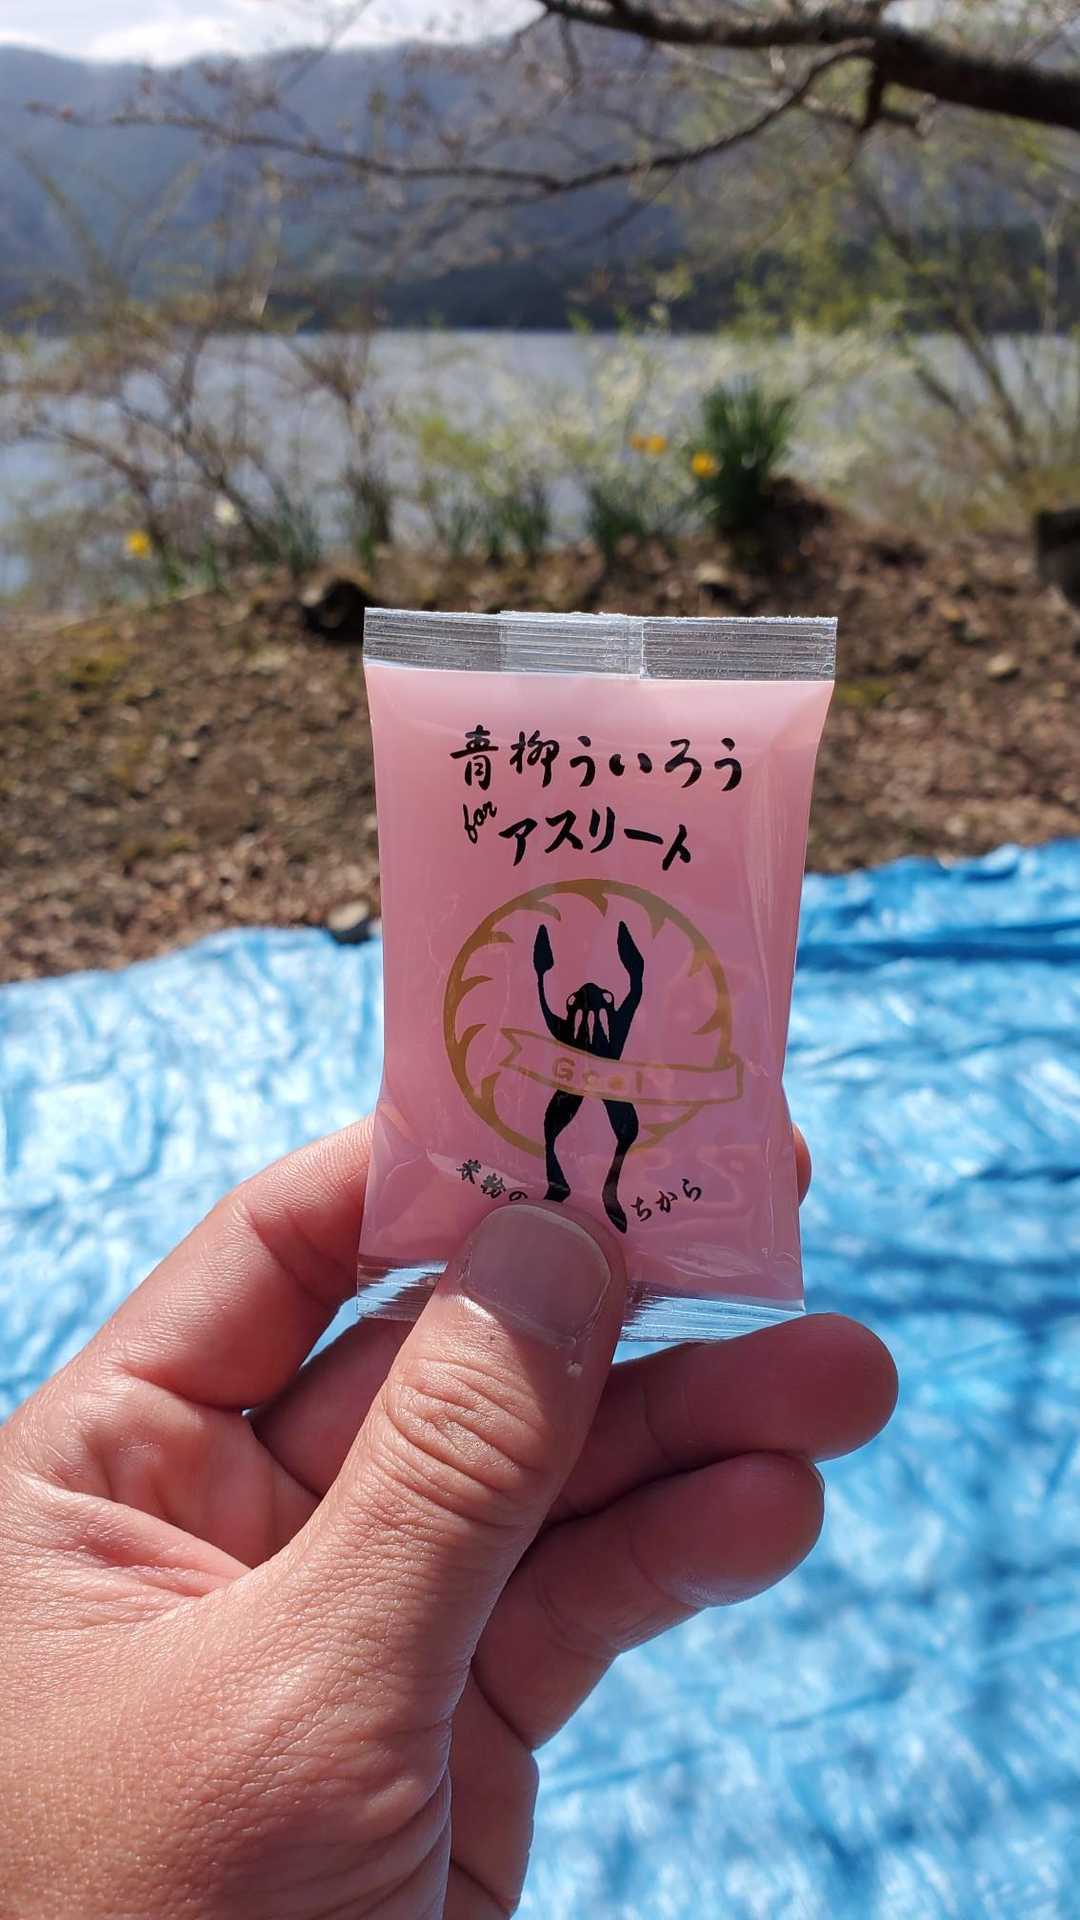 青柳ういろう
for アスリート
Goal
米粉のちから